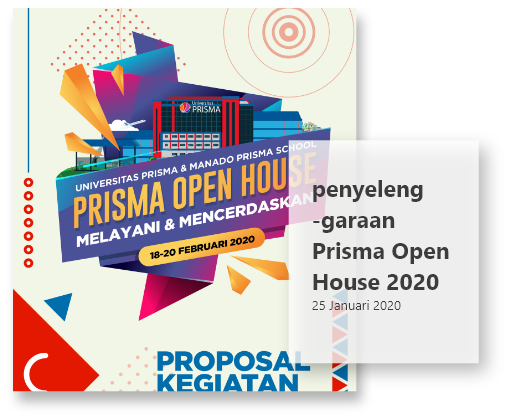 Universitas
PRISMA
UNIVERSITAS PRISMA & MANADO PRISMA SCHOOL
PRISMA OPEN HOUSE
MELAYANI & MENCERDASKAN
18-20 FEBRUARI 2020
penyeleng
-garaan
Prisma Open
House 2020
25 Januari 2020
PROPOSAL
KEGIATAN